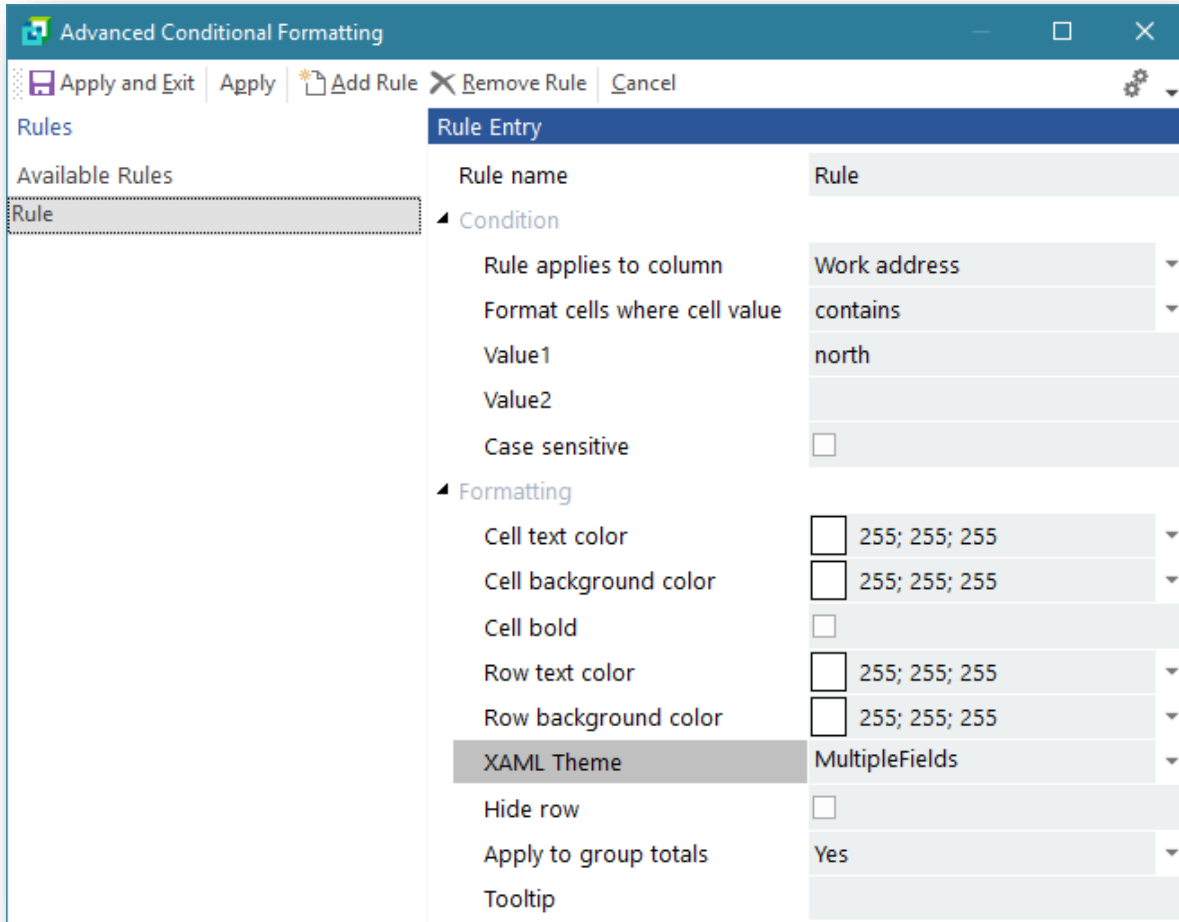 Advanced Conditional Formatting
Apply and Exit Apply Add Rule Remove Rule Cancel
Rules
Rule Entry
Available Rules
Rule
Rule name Rule
Condition
Rule applies to column Work address
Format cells where cell value contains
Value1 north
Value2
Case sensitive
Formatting
Cell text color 255; 255; 255
Cell background color 255; 255; 255
Cell bold
Row text color 255; 255; 255
Row background color 255; 255; 255
XAML Theme MultipleFields
Hide row
Apply to group totals Yes
Tooltip